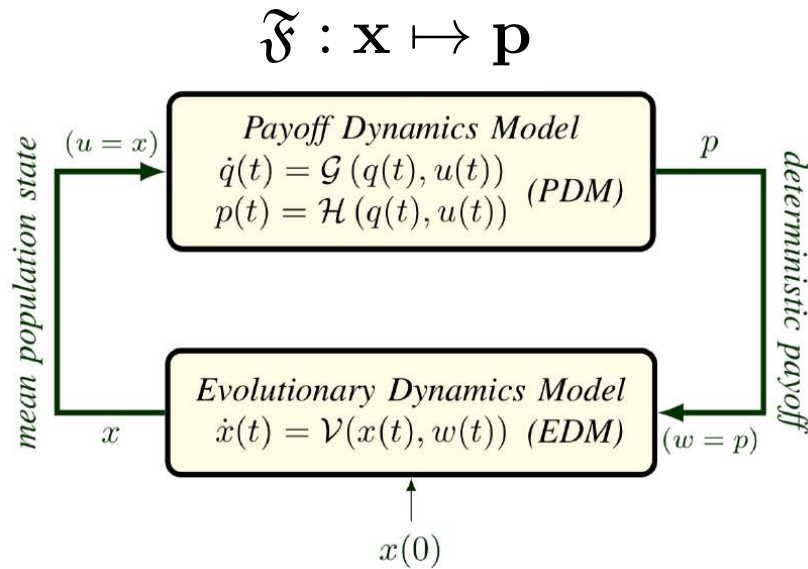 𝔉 : 𝐱 ↦ 𝐩
Payoff Dynamics Model
q̇(t) = 𝒢 (q(t), u(t))
p(t) = ℋ (q(t), u(t))
(PDM)
(u = x)
p
mean population state
deterministic payoff
Evolutionary Dynamics Model
ẋ(t) = 𝒱(x(t), w(t)) (EDM)
x
(w = p)
x(0)